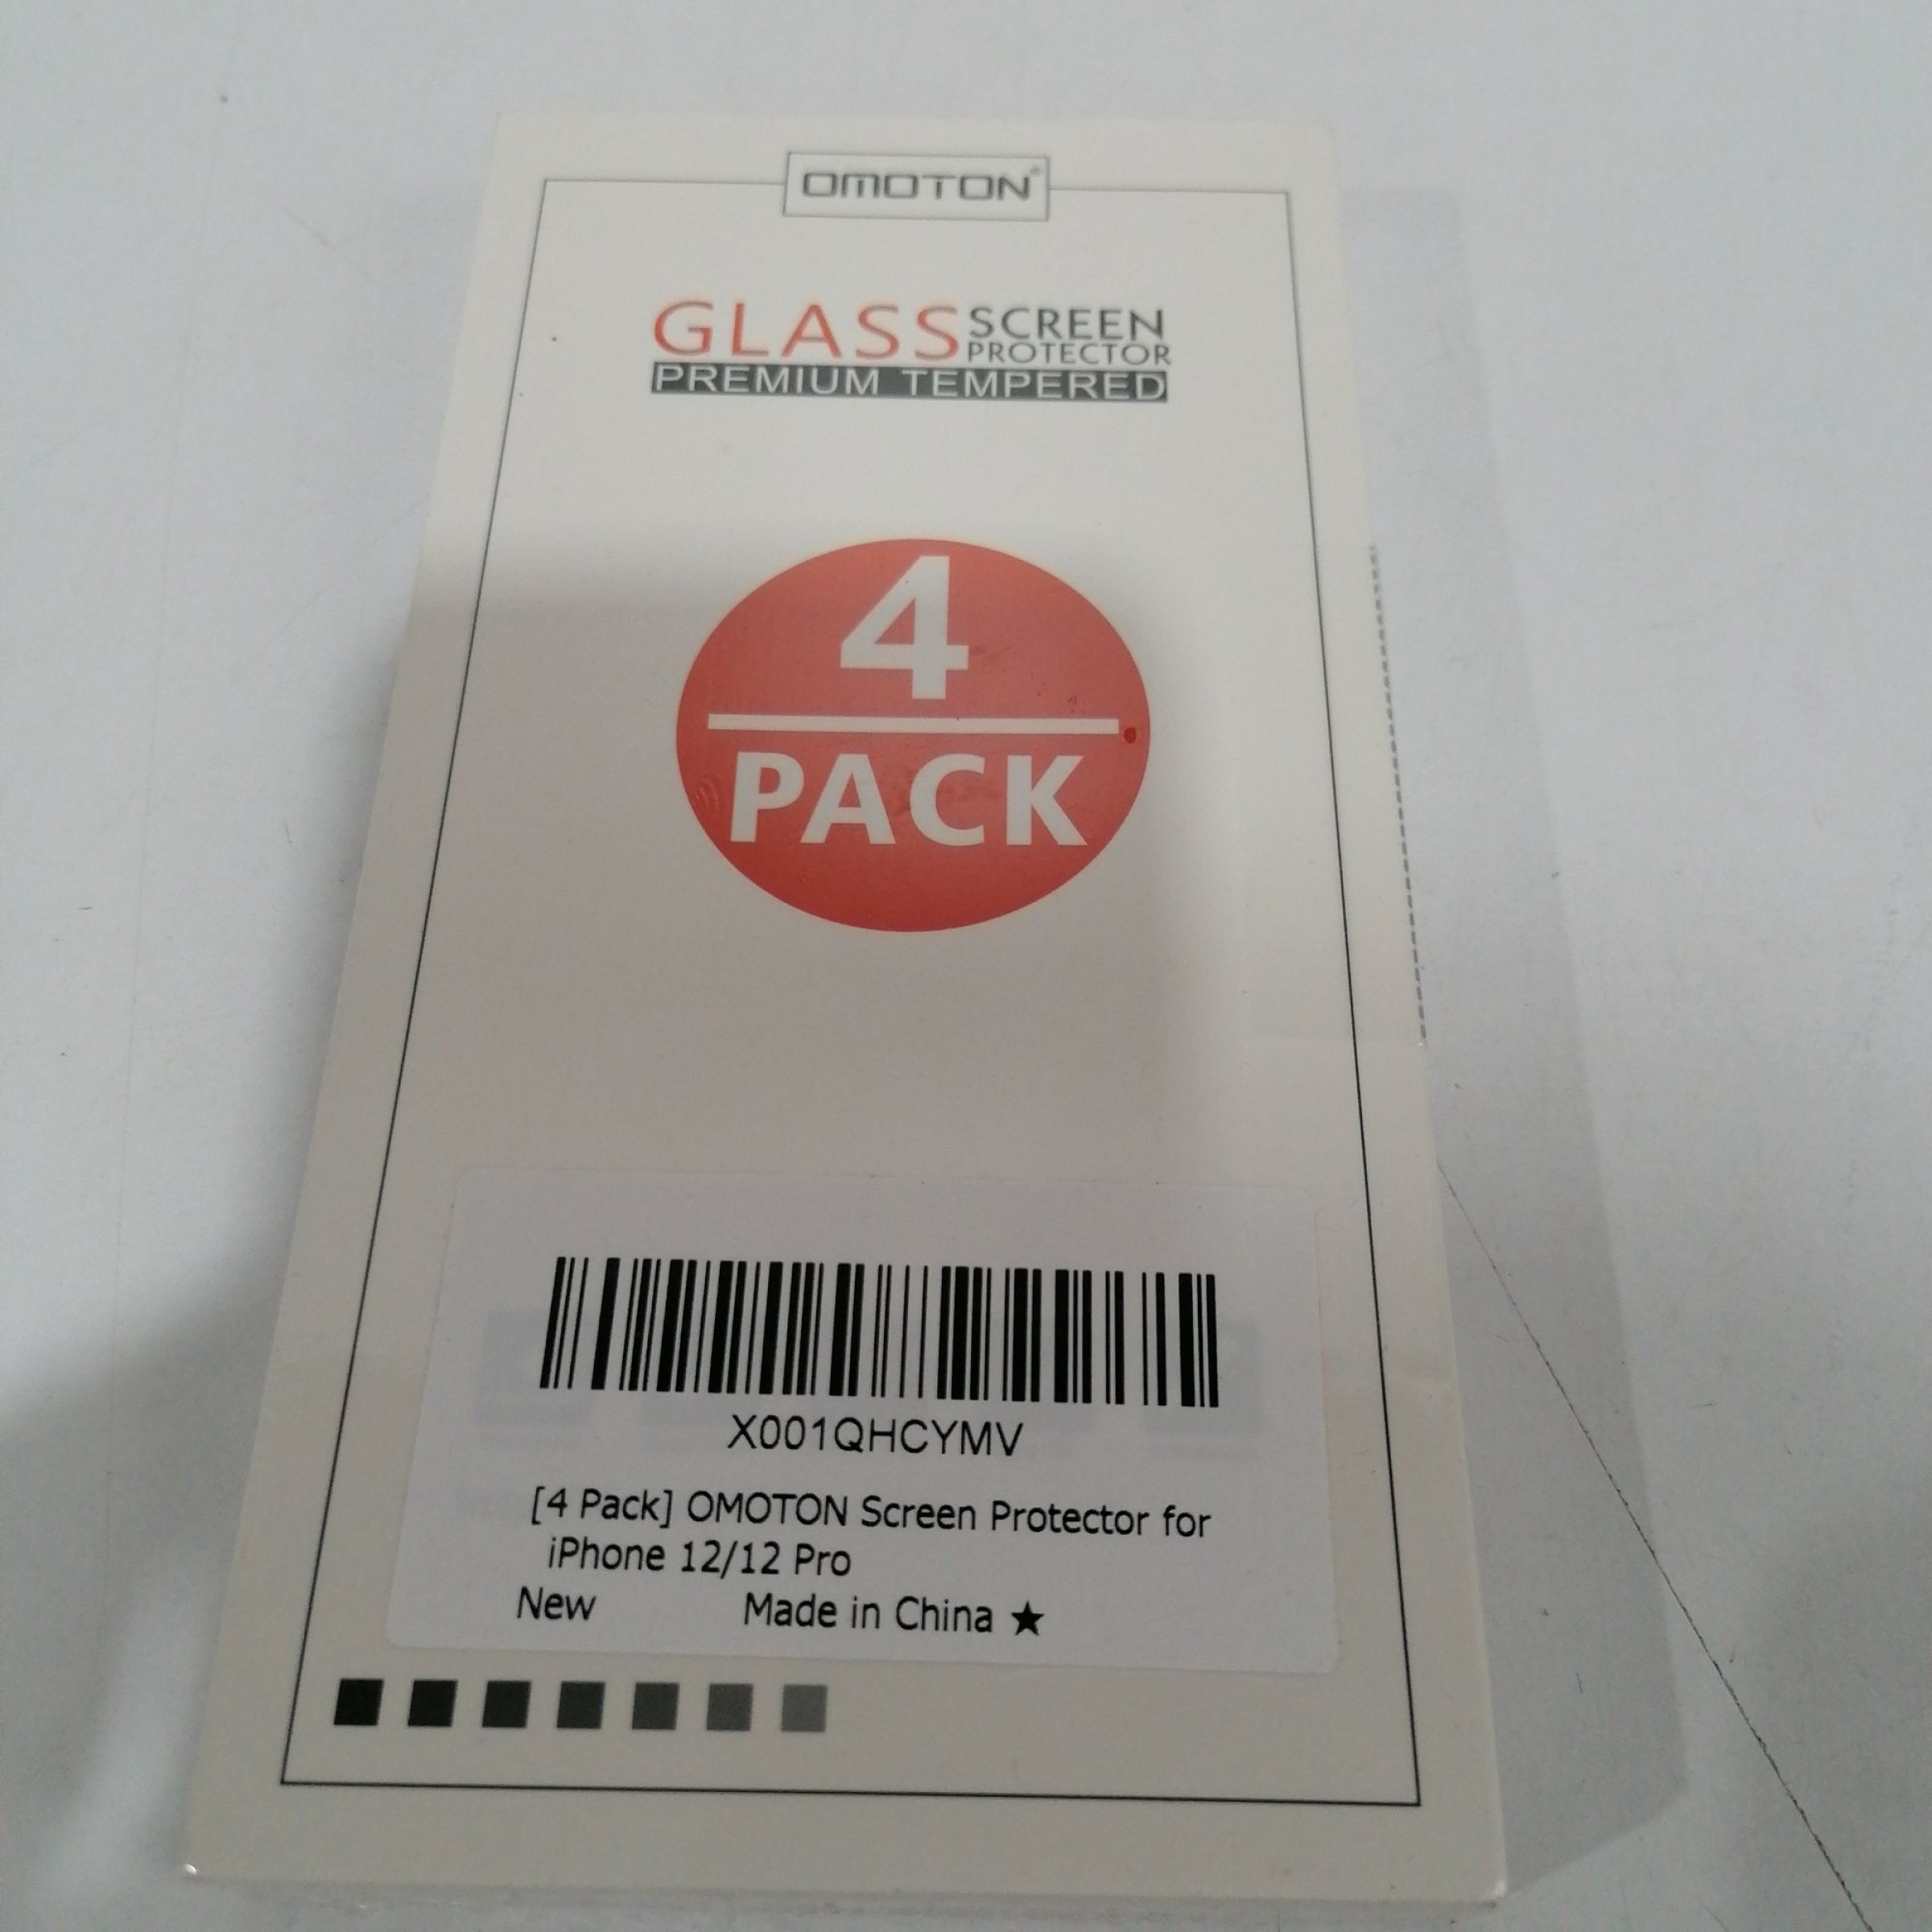 OMOTON®
GLASS SCREEN
PROTECTOR
PREMIUM TEMPERED
4
PACK
X001QHCYMV
[4 Pack] OMOTON Screen Protector for
iPhone 12/12 Pro
New Made in China ★